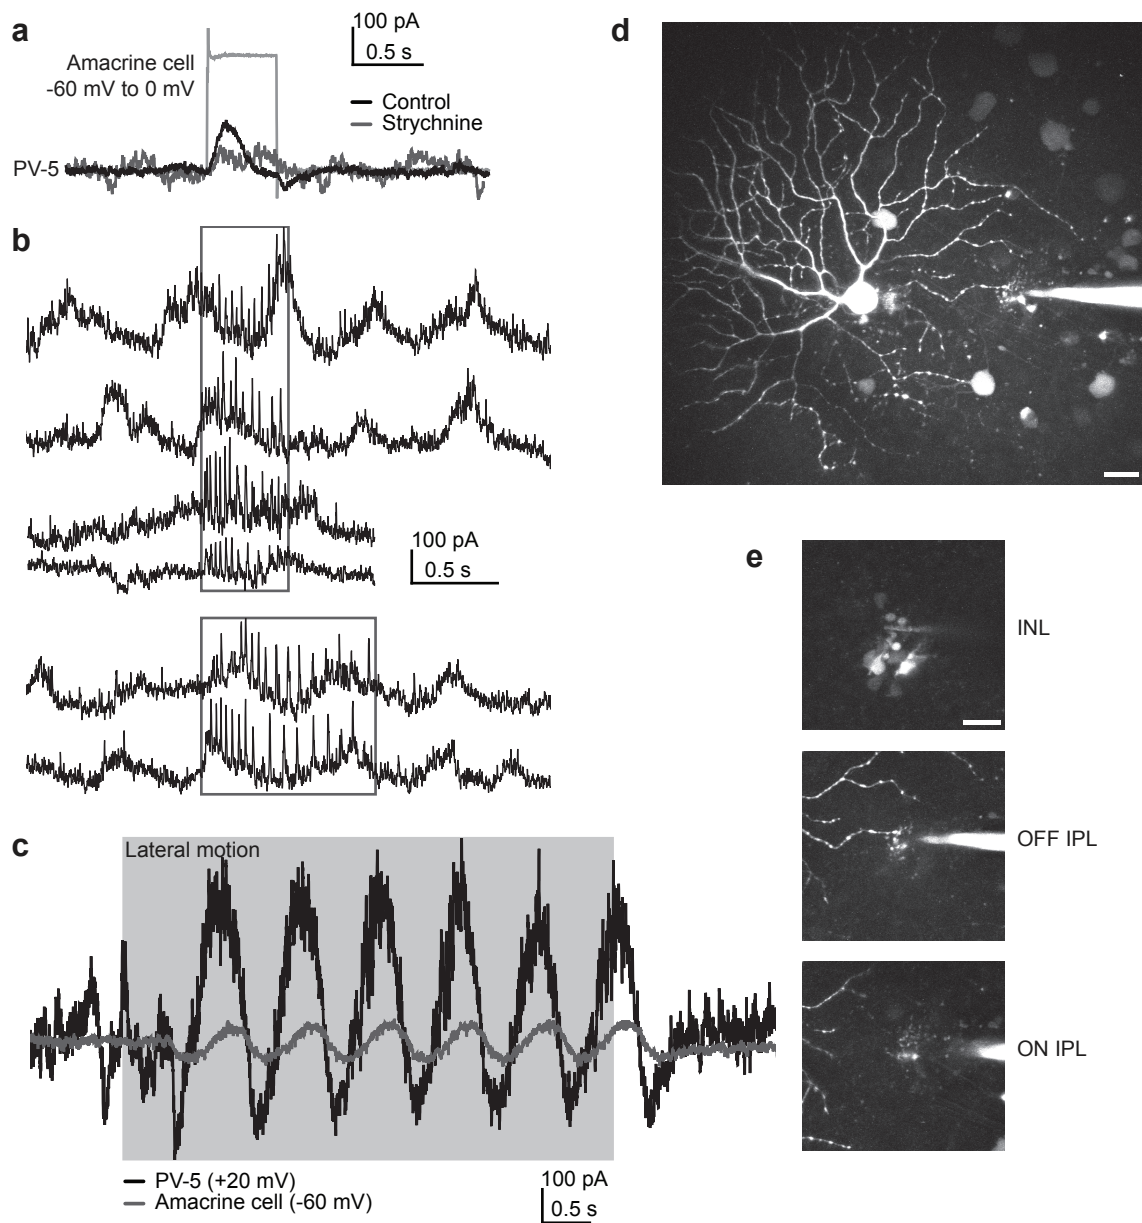 a
Amacrine cell
-60 mV to 0 mV
100 pA
0.5 s
Control
Strychnine
PV-5
b
100 pA
0.5 s
c
Lateral motion
PV-5 (+20 mV)
Amacrine cell (-60 mV)
100 pA
0.5 s
d
e
INL
OFF IPL
ON IPL